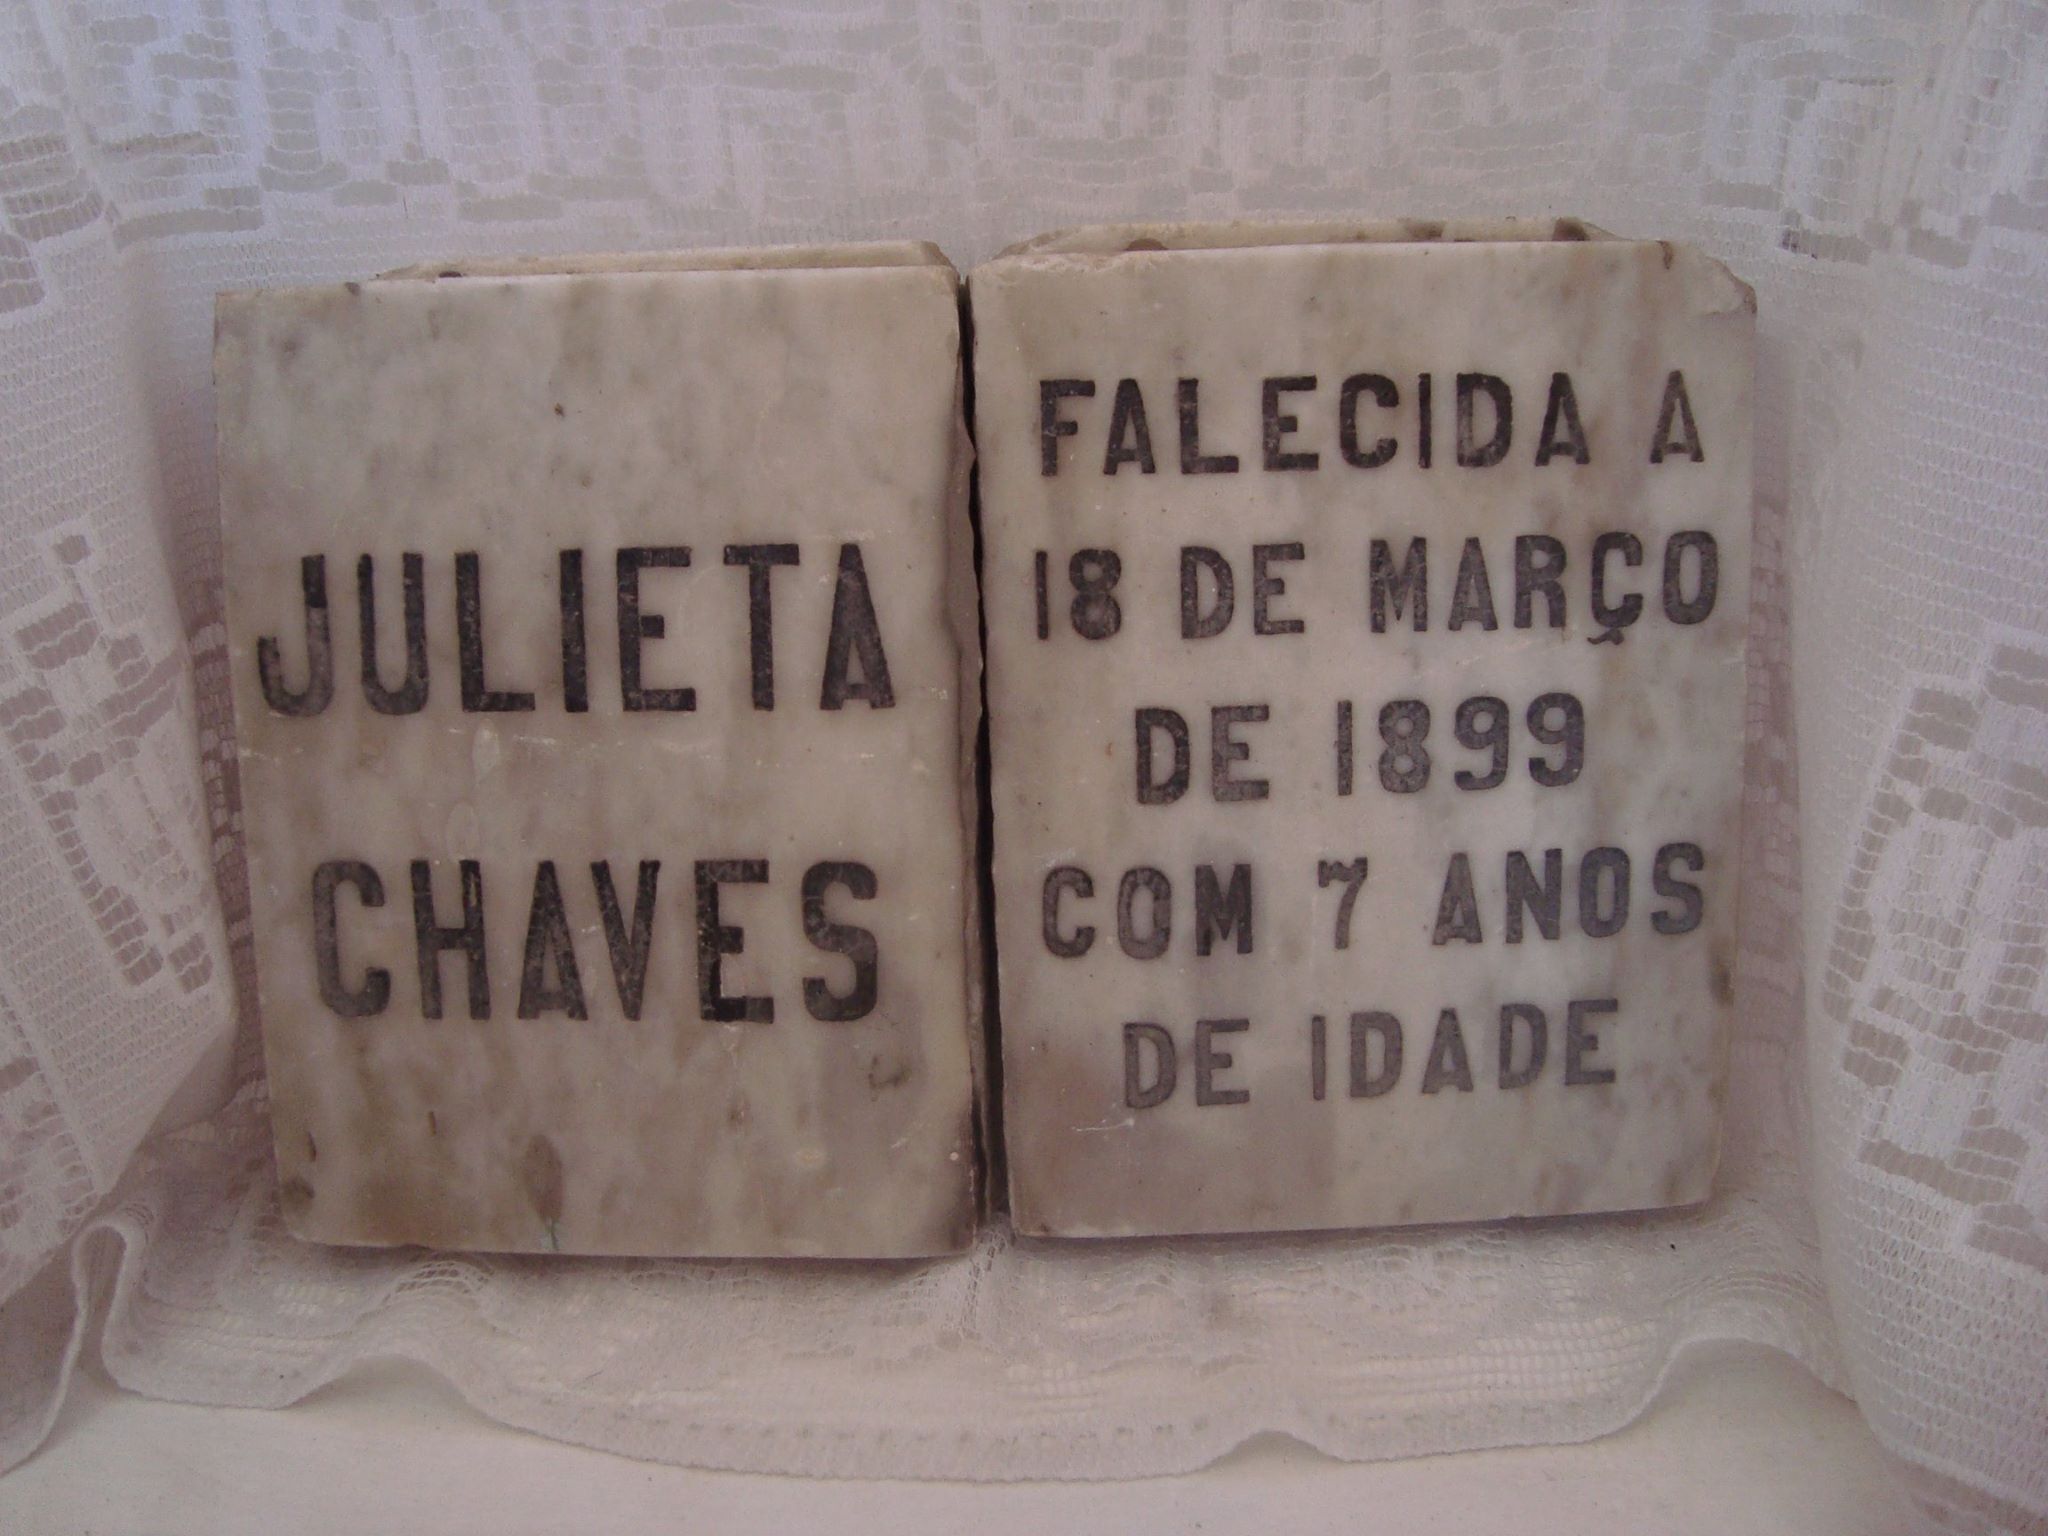 JULIETA
CHAVES
FALECIDA A
18 DE MARÇO
DE 1899
COM 7 ANOS
DE IDADE